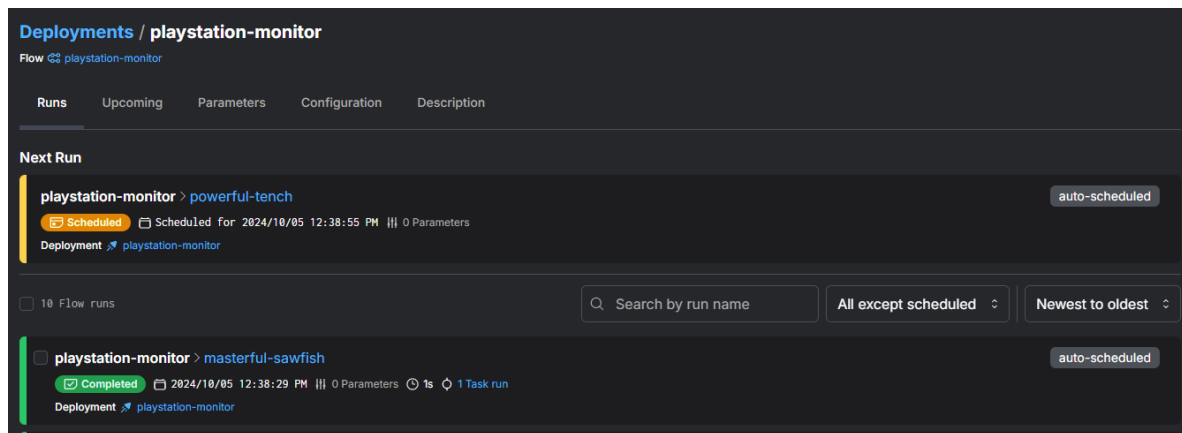 Deployments / playstation-monitor
Flow playstation-monitor
Runs Upcoming Parameters Configuration Description
Next Run
playstation-monitor > powerful-tench auto-scheduled
Scheduled Scheduled for 2024/10/05 12:38:55 PM 0 Parameters
Deployment playstation-monitor
10 Flow runs Search by run name All except scheduled Newest to oldest
playstation-monitor > masterful-sawfish auto-scheduled
Completed 2024/10/05 12:38:29 PM 0 Parameters 1s 1 Task run
Deployment playstation-monitor